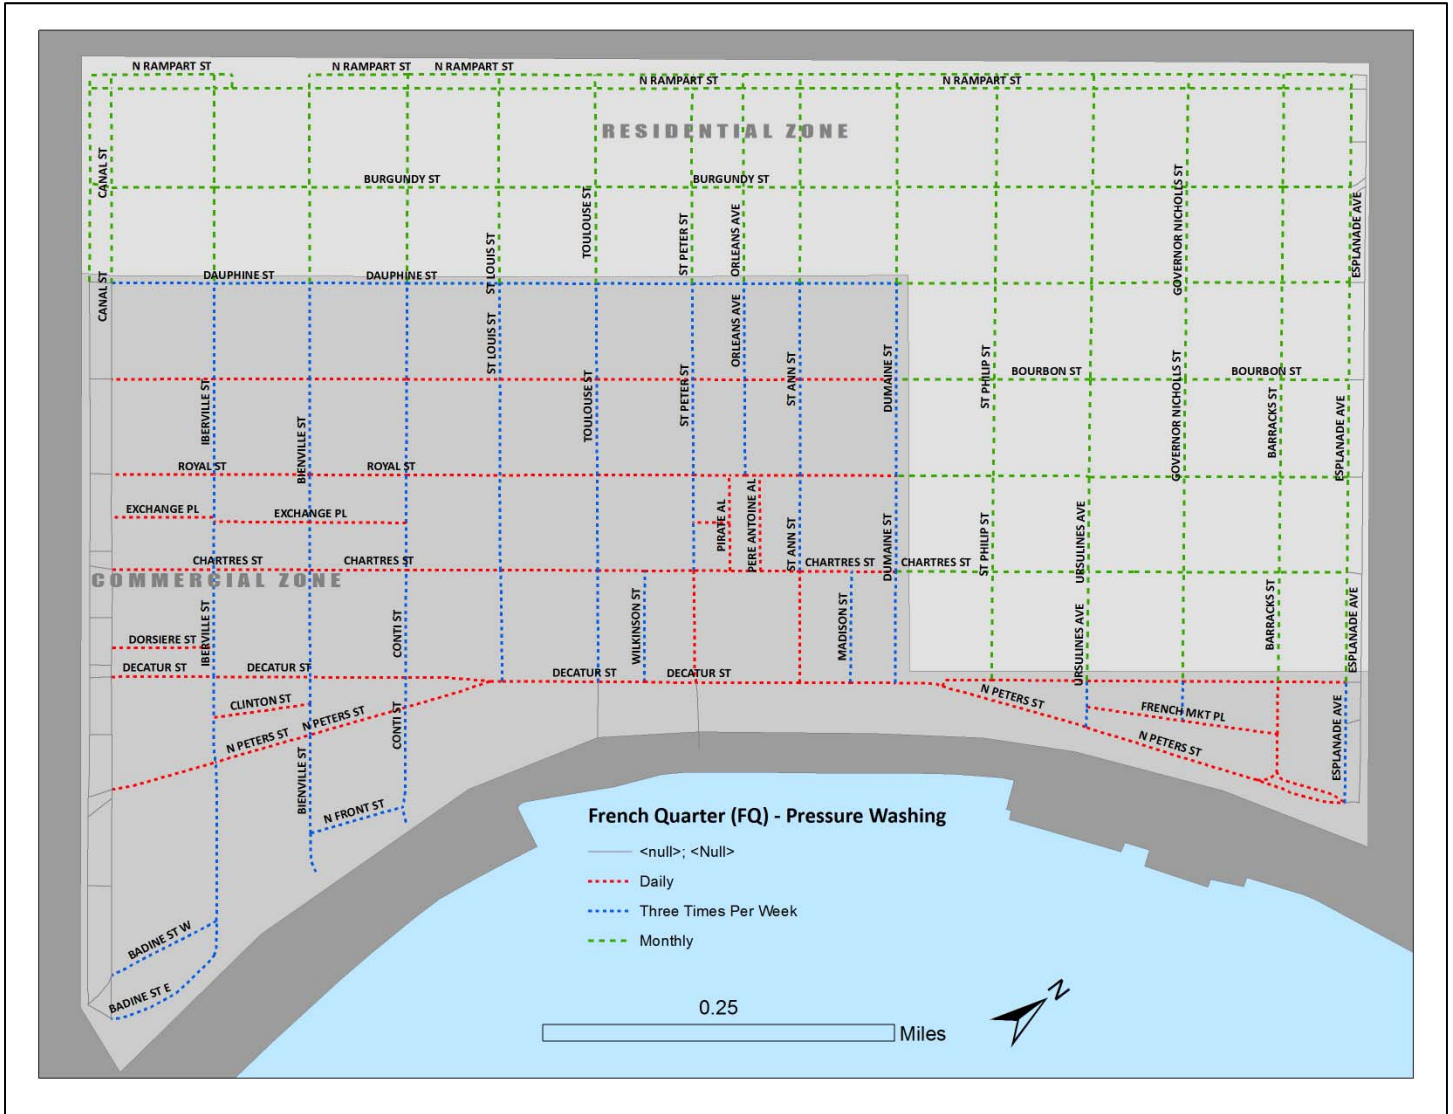 N RAMPART ST
N RAMPART ST
N RAMPART ST
N RAMPART ST
N RAMPART ST
RESIDENTIAL ZONE
CANAL ST
BURGUNDY ST
BURGUNDY ST
TOULOUSE ST
ST PETER ST
ORLEANS AVE
GOVERNOR NICHOLLS ST
ESPLANADE AVE
ST LOUIS ST
DAUPHINE ST
DAUPHINE ST
CANAL ST
ORLEANS AVE
ST LOUIS ST
IBERVILLE ST
BIENVILLE ST
TOULOUSE ST
ST PETER ST
ST ANN ST
DUMAINE ST
ST PHILIP ST
BOURBON ST
BOURBON ST
GOVERNOR NICHOLLS ST
BARRACKS ST
ESPLANADE AVE
ROYAL ST
ROYAL ST
EXCHANGE PL
EXCHANGE PL
PIRATE AL
PERE ANTOINE AL
ST ANN ST
DUMAINE ST
ST PHILIP ST
URSULINES AVE
CHARTRES ST
CHARTRES ST
CHARTRES ST
CHARTRES ST
COMMERCIAL ZONE
IBERVILLE ST
CONTI ST
WILKINSON ST
MADISON ST
URSULINES AVE
BARRACKS ST
ESPLANADE AVE
DORSIERE ST
DECATUR ST
DECATUR ST
DECATUR ST
DECATUR ST
CLINTON ST
N PETERS ST
N PETERS ST
CONTI ST
BIENVILLE ST
N FRONT ST
N PETERS ST
FRENCH MKT PL
N PETERS ST
ESPLANADE AVE
BADINE ST W
BADINE ST E
French Quarter (FQ) - Pressure Washing
<null>; <Null>
Daily
Three Times Per Week
Monthly
N
0.25
Miles